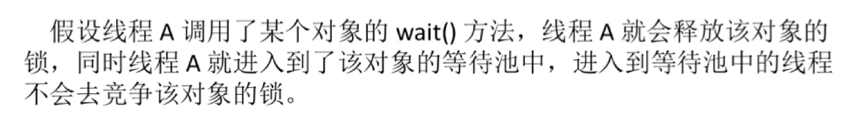 假设线程 A 调用了某个对象的 wait() 方法，线程 A 就会释放该对象的
锁，同时线程 A 就进入到了该对象的等待池中，进入到等待池中的线程
不会去竞争该对象的锁。